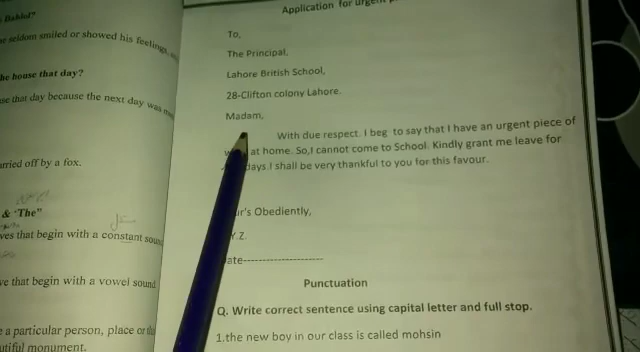 Bahlol?"
seldom smiled or showed his feelings,
he house that day?
that day because the next day was
arried off by a fox.
& "The"
ves that begin with a constant sound
ve that begin with a vowel sound
a particular person, place or
utiful monument.
Application for urgent
To,
The Principal,
Lahore British School,
28-Clifton colony Lahore.
Madam,
With due respect. I beg to say that I have an urgent piece of
at home. So,I cannot come to School. Kindly grant me leave for
days.I shall be very thankful to you for this favour.
ur's Obediently,
Y.Z.
ate---------------------
Punctuation
Q. Write correct sentence using capital letter and full stop.
1.the new boy in our class is called mohsin